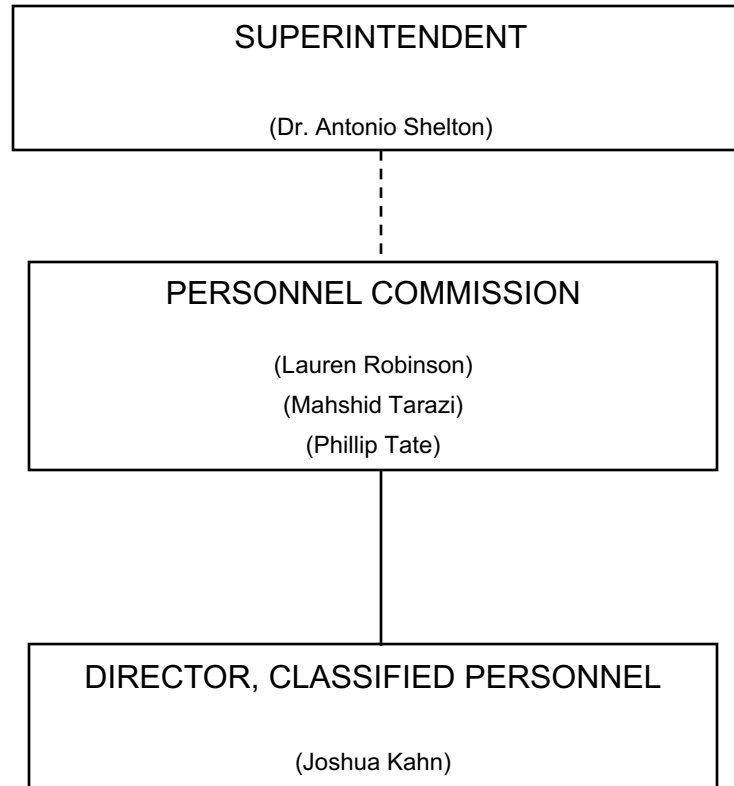 SUPERINTENDENT
(Dr. Antonio Shelton)
PERSONNEL COMMISSION
(Lauren Robinson)
(Mahshid Tarazi)
(Phillip Tate)
DIRECTOR, CLASSIFIED PERSONNEL
(Joshua Kahn)